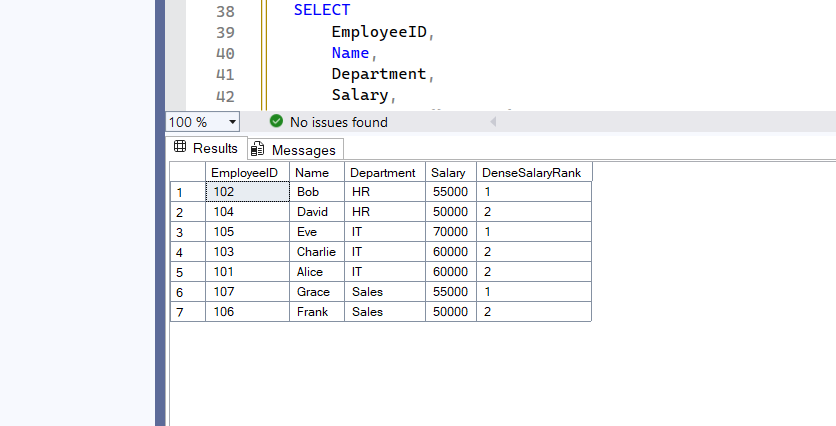 38 SELECT
39 EmployeeID,
40 Name,
41 Department,
42 Salary,
100 % No issues found
Results Messages
EmployeeID Name Department Salary DenseSalaryRank
1 102 Bob HR 55000 1
2 104 David HR 50000 2
3 105 Eve IT 70000 1
4 103 Charlie IT 60000 2
5 101 Alice IT 60000 2
6 107 Grace Sales 55000 1
7 106 Frank Sales 50000 2